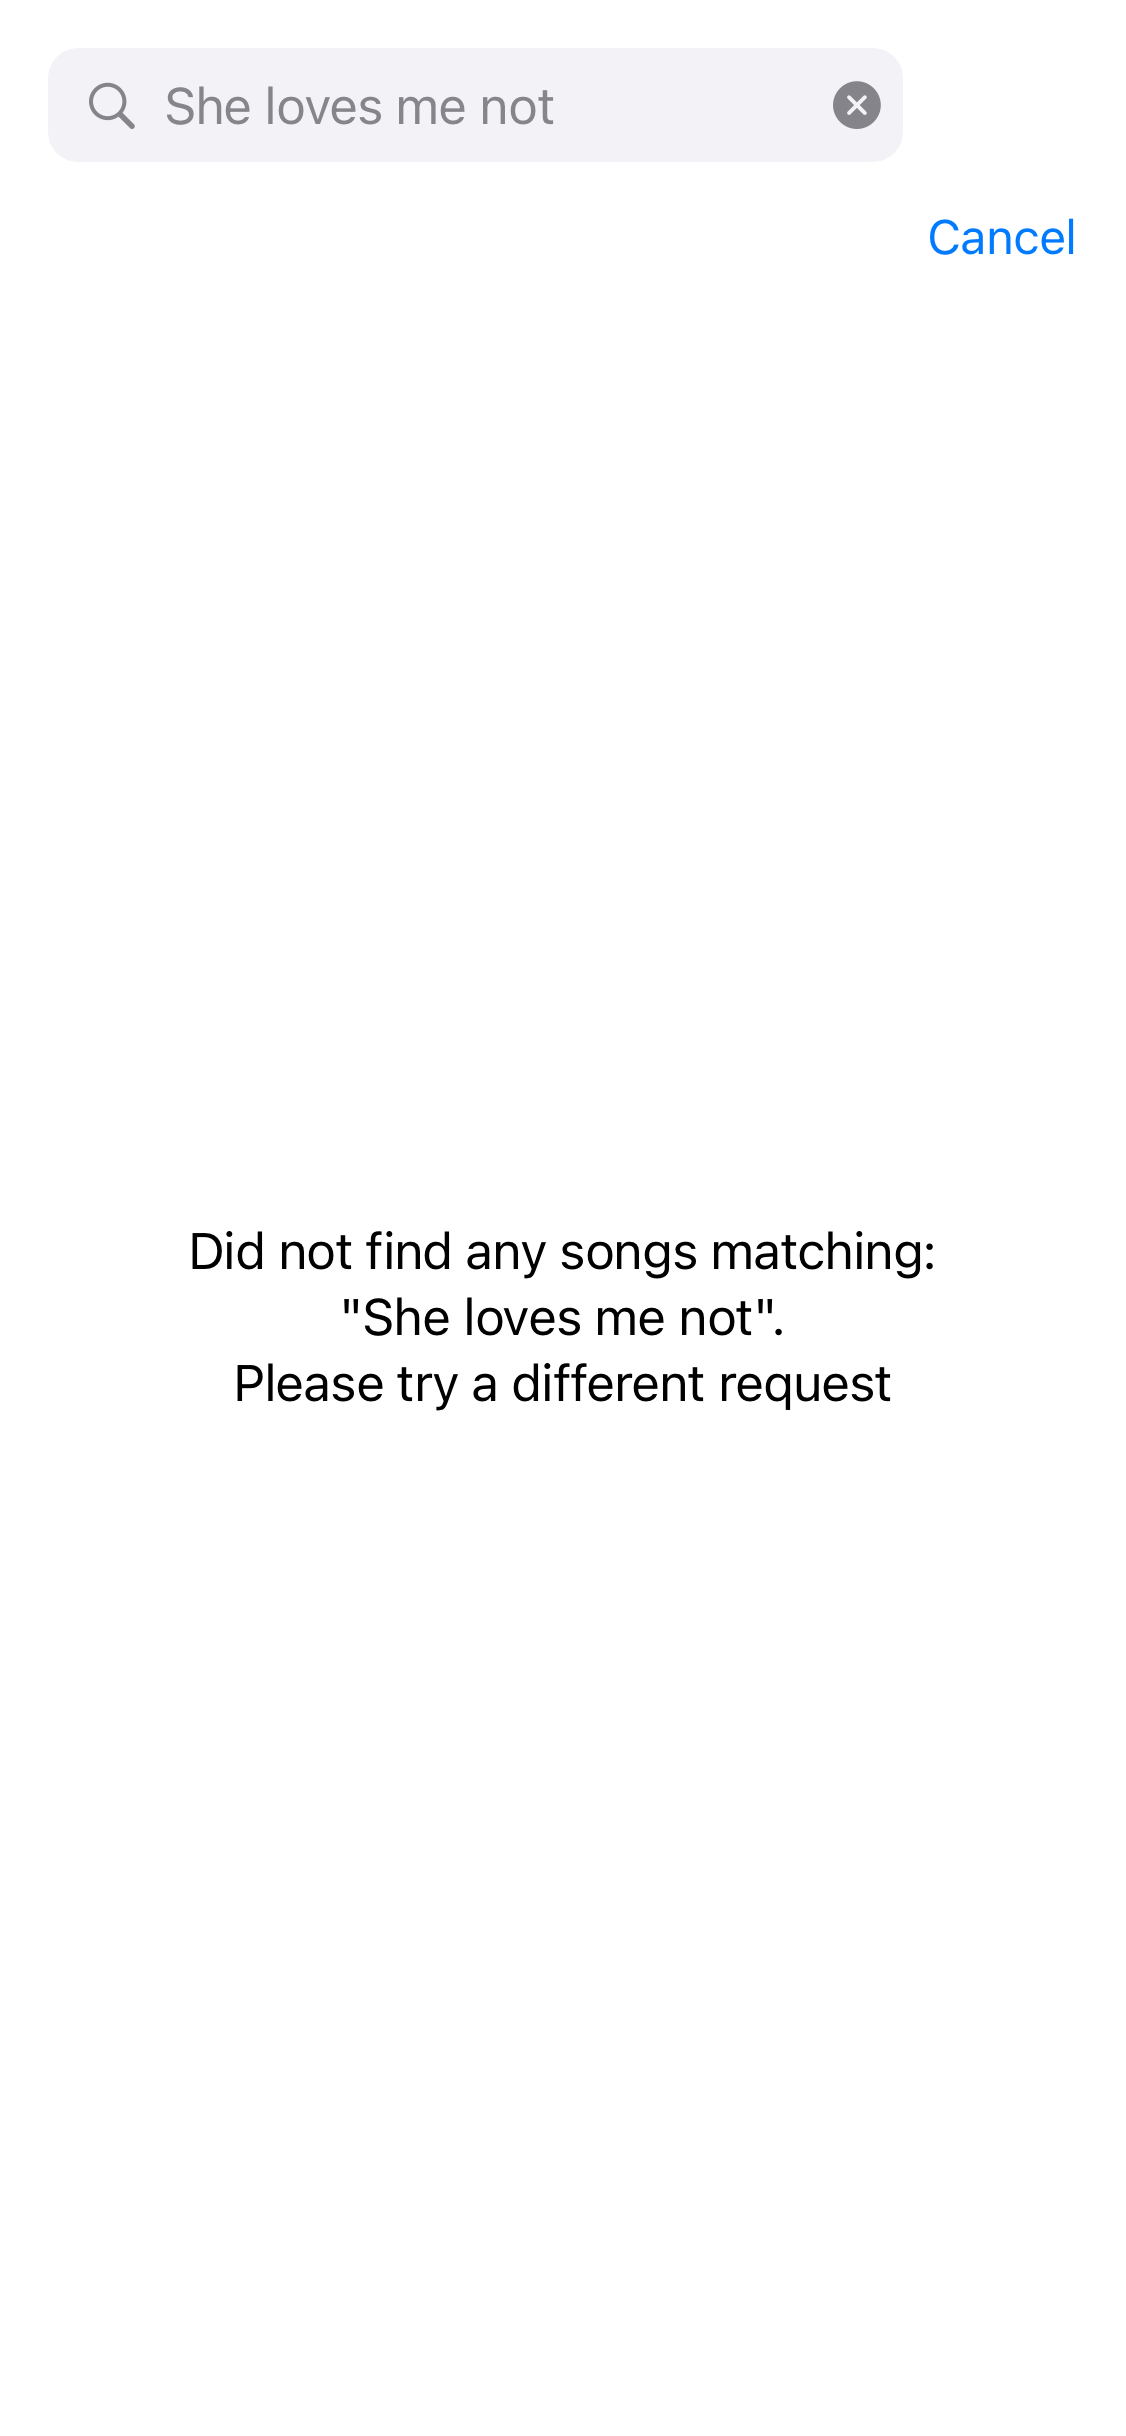 She loves me not
Cancel
Did not find any songs matching:
"She loves me not".
Please try a different request